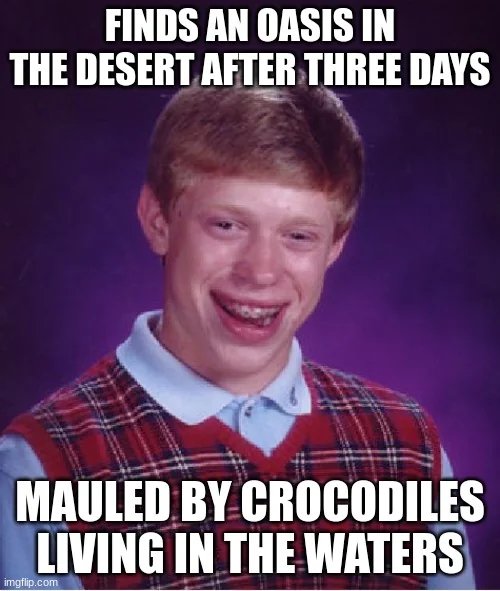 FINDS AN OASIS IN
THE DESERT AFTER THREE DAYS
MAULED BY CROCODILES
LIVING IN THE WATERS
imgflip.com